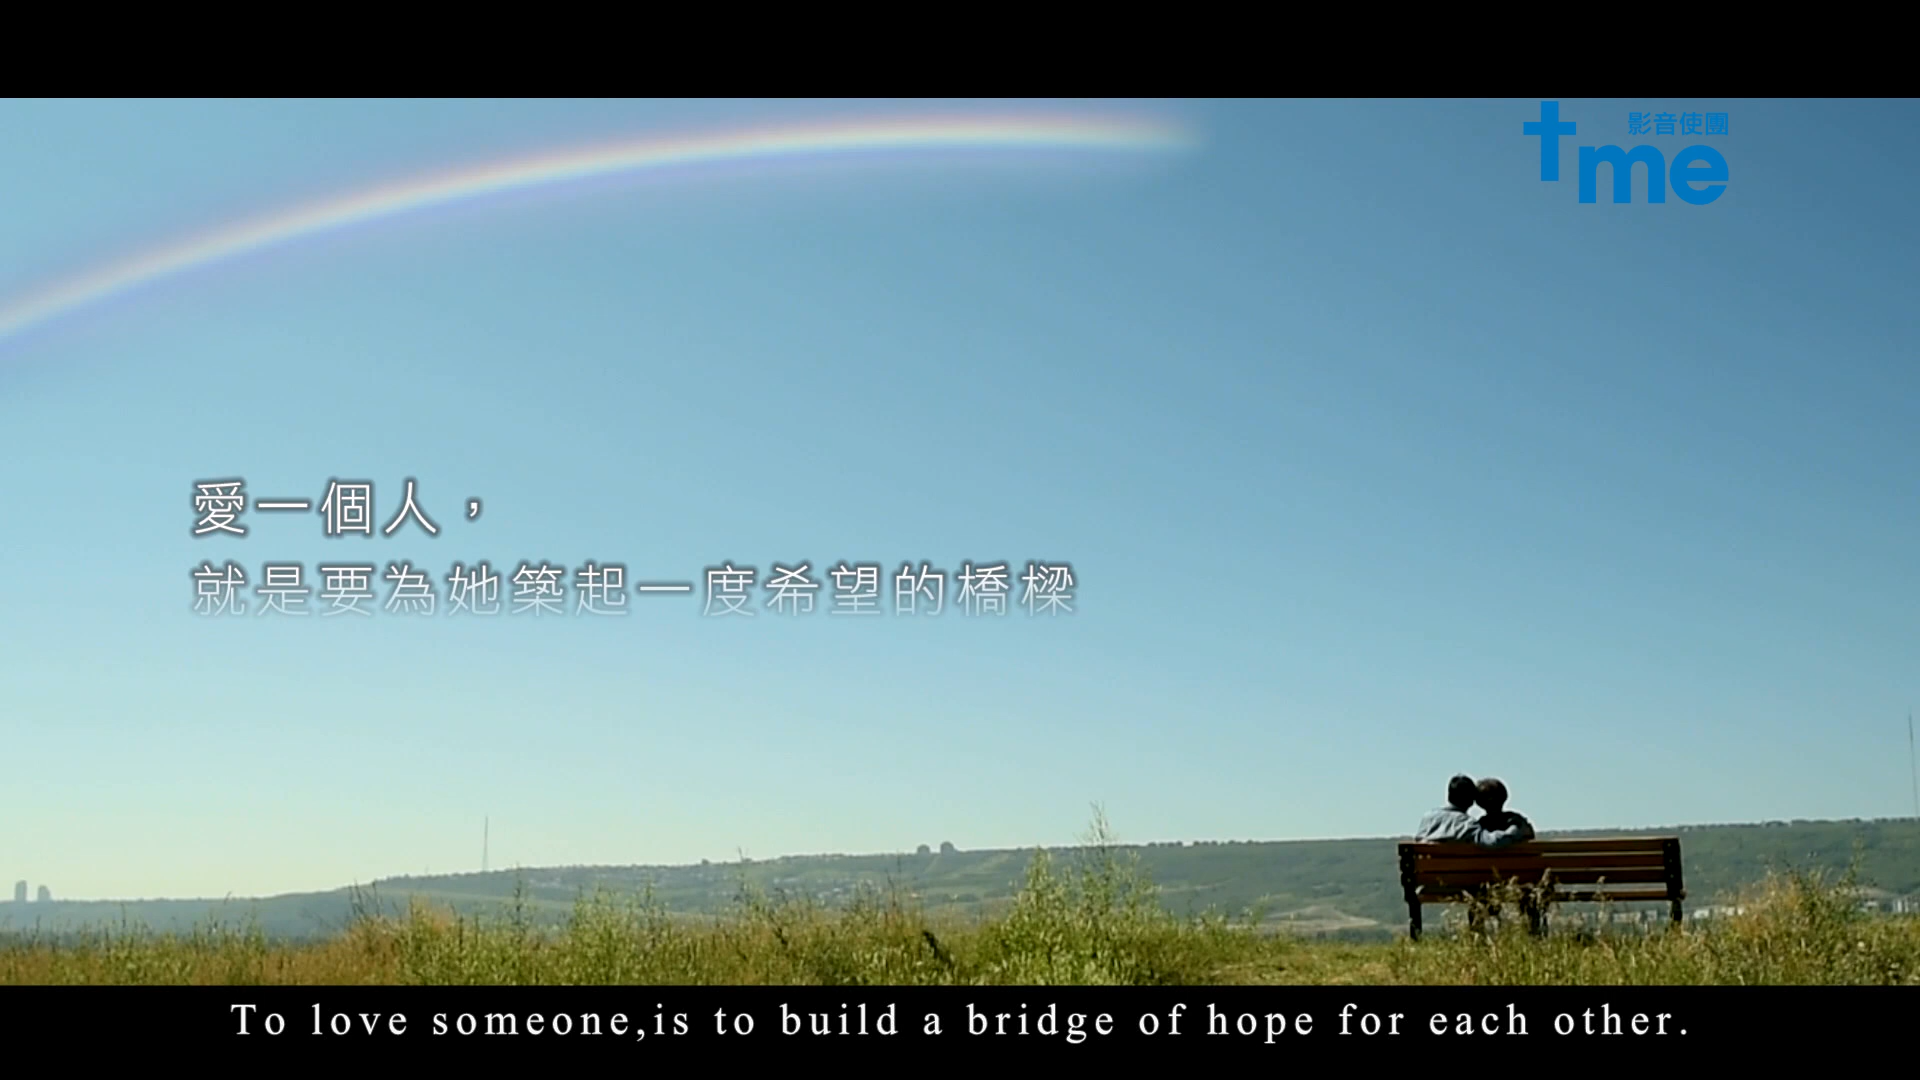 影音使團
tme
愛一個人，
就是要為她築起一度希望的橋樑
To love someone,is to build a bridge of hope for each other.